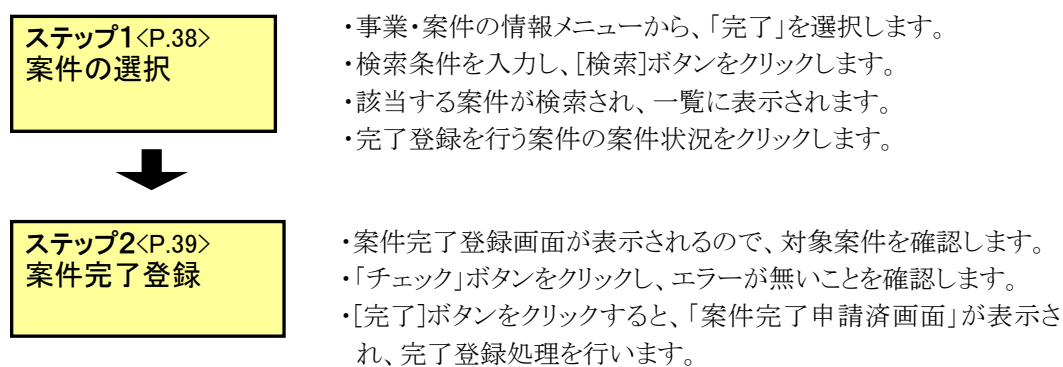 ステップ1<P.38>
案件の選択
・事業・案件の情報メニューから、「完了」を選択します。
・検索条件を入力し、[検索]ボタンをクリックします。
・該当する案件が検索され、一覧に表示されます。
・完了登録を行う案件の案件状況をクリックします。
ステップ2<P.39>
案件完了登録
・案件完了登録画面が表示されるので、対象案件を確認します。
・「チェック」ボタンをクリックし、エラーが無いことを確認します。
・[完了]ボタンをクリックすると、「案件完了申請済画面」が表示さ
れ、完了登録処理を行います。